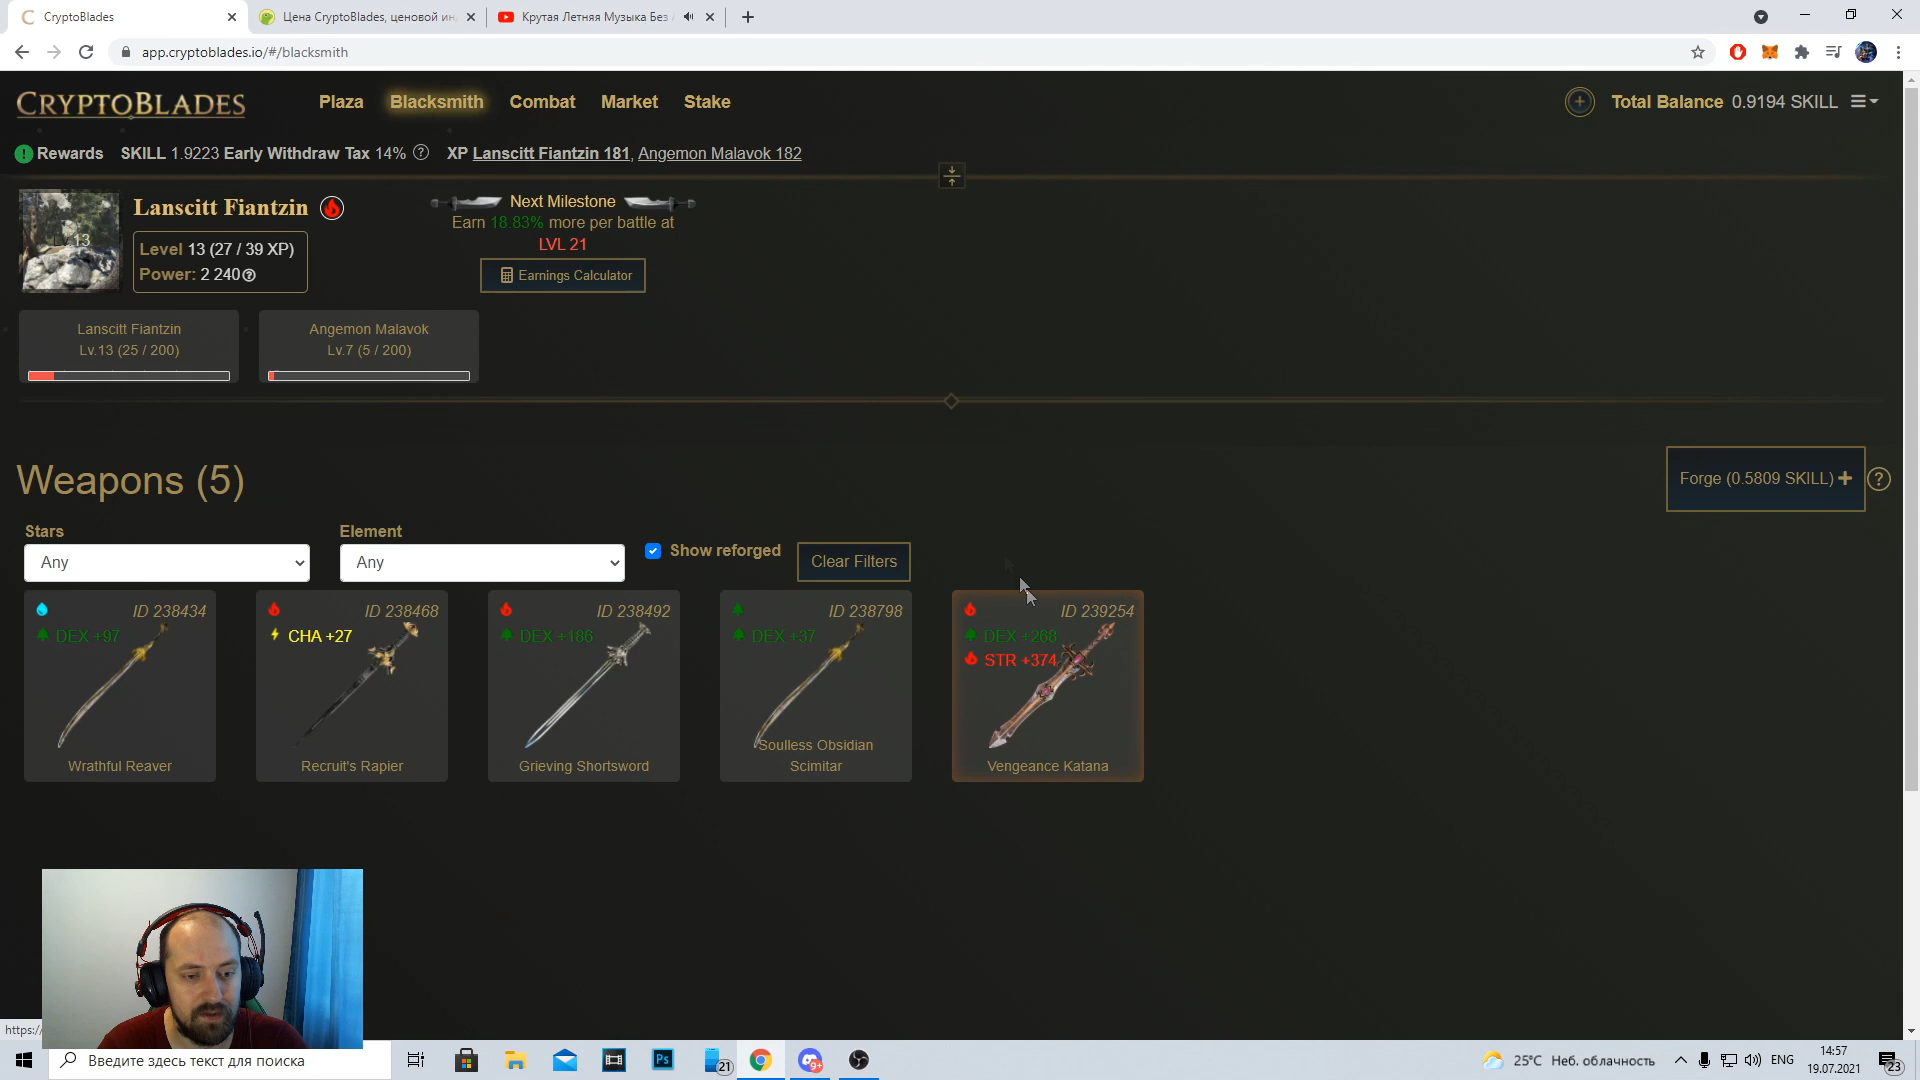 CryptoBlades
Цена CryptoBlades, ценовой ин
Крутая Летняя Музыка Без
app.cryptoblades.io/#/blacksmith
CRYPTOBLADES
Plaza Blacksmith Combat Market Stake
Total Balance 0.9194 SKILL
Rewards SKILL 1.9223 Early Withdraw Tax 14% XP Lanscitt Fiantzin 181, Angemon Malavok 182
Lanscitt Fiantzin
LV.13
Level 13 (27 / 39 XP)
Power: 2 240
Next Milestone
Earn 18.83% more per battle at
LVL 21
Earnings Calculator
Lanscitt Fiantzin
Lv.13 (25 / 200)
Angemon Malavok
Lv.7 (5 / 200)
Weapons (5)
Forge (0.5809 SKILL) +
Stars
Any
Element
Any
Show reforged
Clear Filters
ID 238434
DEX +97
Wrathful Reaver
ID 238468
CHA +27
Recruit's Rapier
ID 238492
DEX +186
Grieving Shortsword
ID 238798
DEX +37
Soulless Obsidian
Scimitar
ID 239254
DEX +268
STR +374
Vengeance Katana
https:/
Введите здесь текст для поиска
Ps
21
9+
25°C Неб. облачность
ENG
14:57
19.07.2021
23